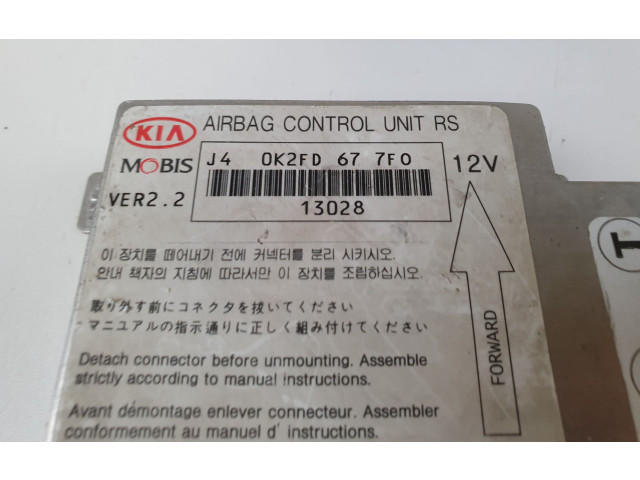 KIA AIRBAG CONTROL UNIT RS
MOBIS J4 0K2FD 67 7F0 12V
VER2.2 13028
이 장치를 떼어내기 전에 커넥터를 분리 시키시오.
안내 책자의 지침에 따라서만 이 장치를 조립하십시오.
取り外す前にコネクタを抜いてください
マニュアルの指示通りに正しく組み付けてください
Detach connector before unmounting. Assemble
strictly according to manual instructions.
Avant démontage enlever connecteur. Assembler
conformement au manuel d' instructions.
FORWARD
T